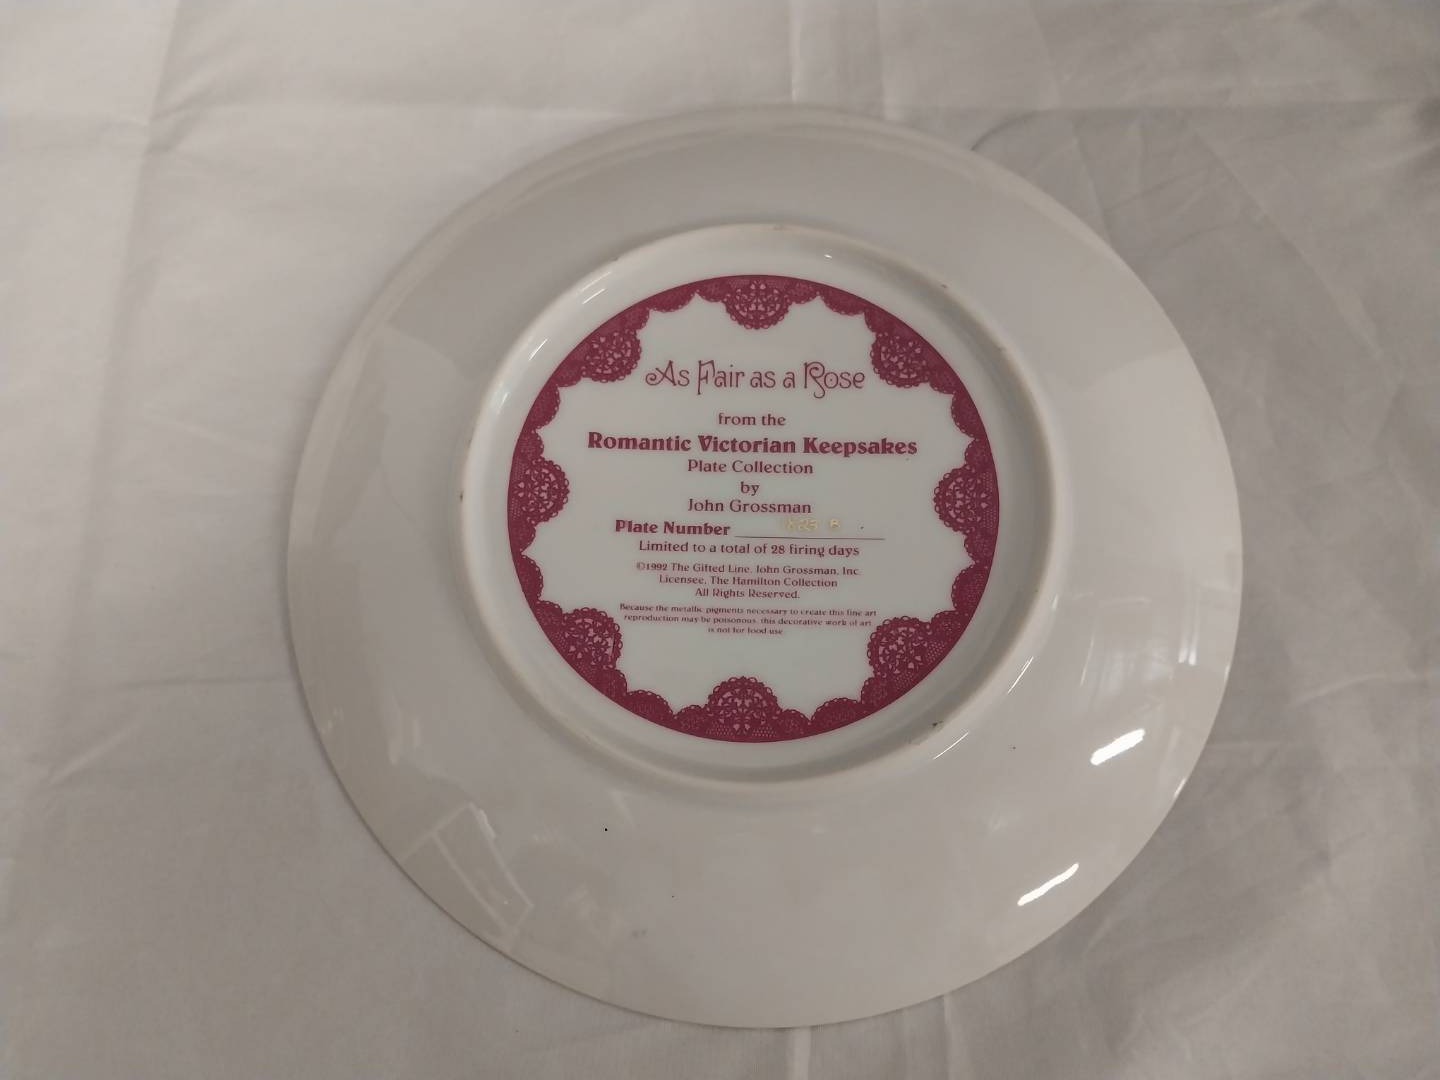 As Fair as a Rose
from the
Romantic Victorian Keepsakes
Plate Collection
by
John Grossman
Plate Number
Limited to a total of 28 firing days
©1992 The Gifted Line, John Grossman, Inc.
Licensee, The Hamilton Collection
All Rights Reserved.
Because the metallic pigments necessary to create this fine art
reproduction may be poisonous, this decorative work of art
is not for food use